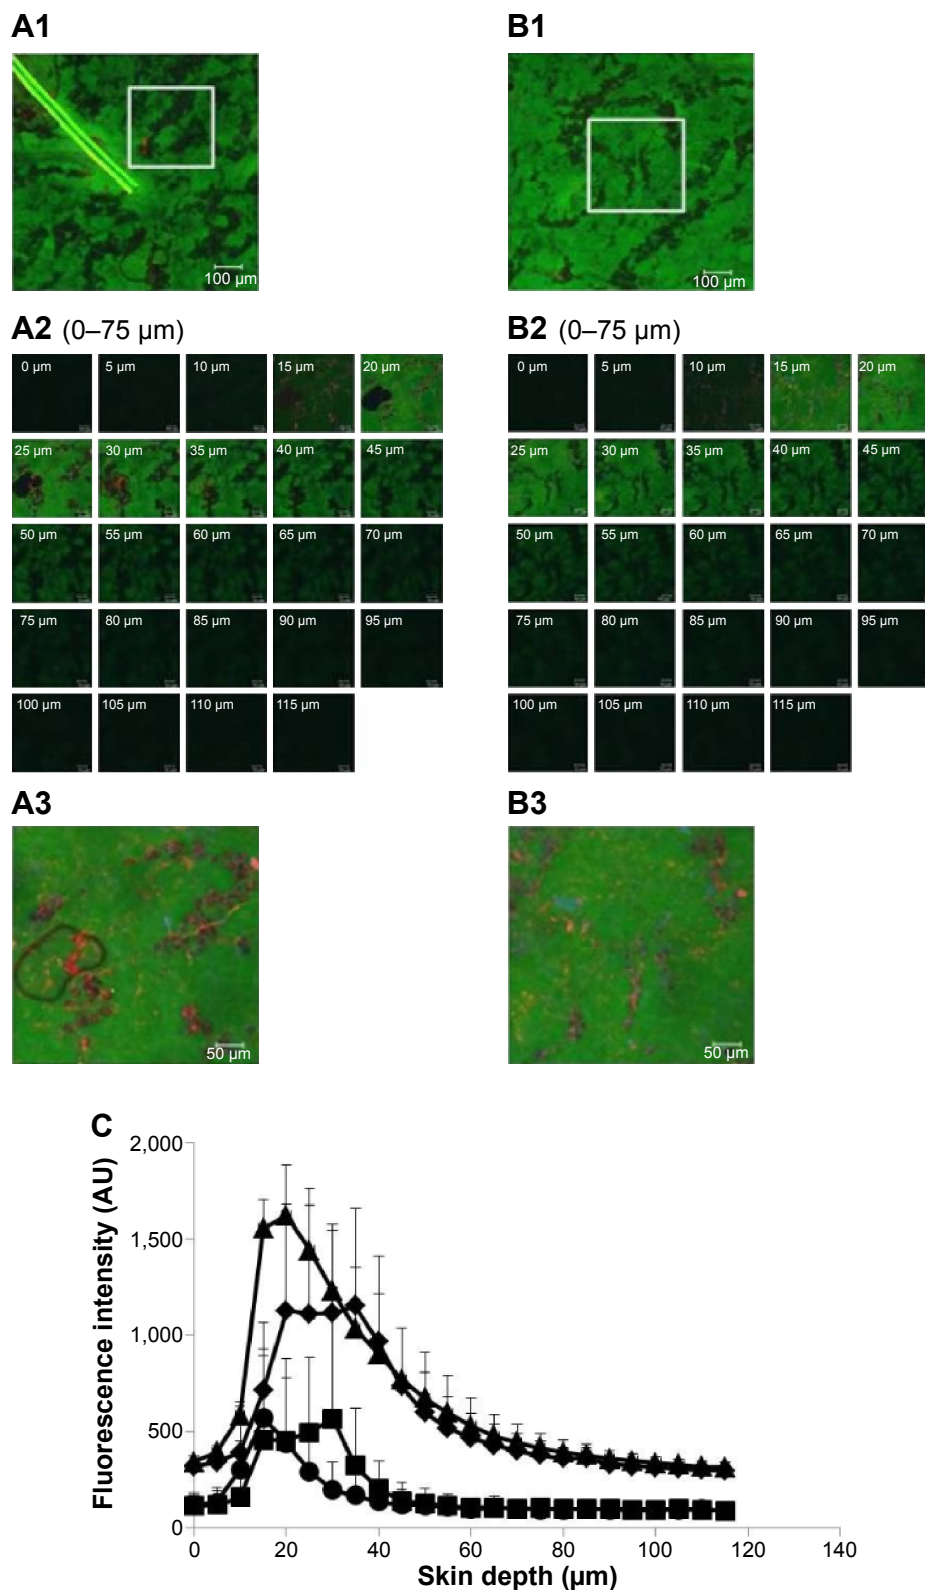 A1
B1
100 µm
100 µm
A2 (0–75 µm)
B2 (0–75 µm)
0 µm 5 µm 10 µm 15 µm 20 µm
0 µm 5 µm 10 µm 15 µm 20 µm
25 µm 30 µm 35 µm 40 µm 45 µm
25 µm 30 µm 35 µm 40 µm 45 µm
50 µm 55 µm 60 µm 65 µm 70 µm
50 µm 55 µm 60 µm 65 µm 70 µm
75 µm 80 µm 85 µm 90 µm 95 µm
75 µm 80 µm 85 µm 90 µm 95 µm
100 µm 105 µm 110 µm 115 µm
100 µm 105 µm 110 µm 115 µm
A3
B3
50 µm
50 µm
C
Fluorescence intensity (AU)
2,000
1,500
1,000
500
0
0 20 40 60 80 100 120 140
Skin depth (µm)